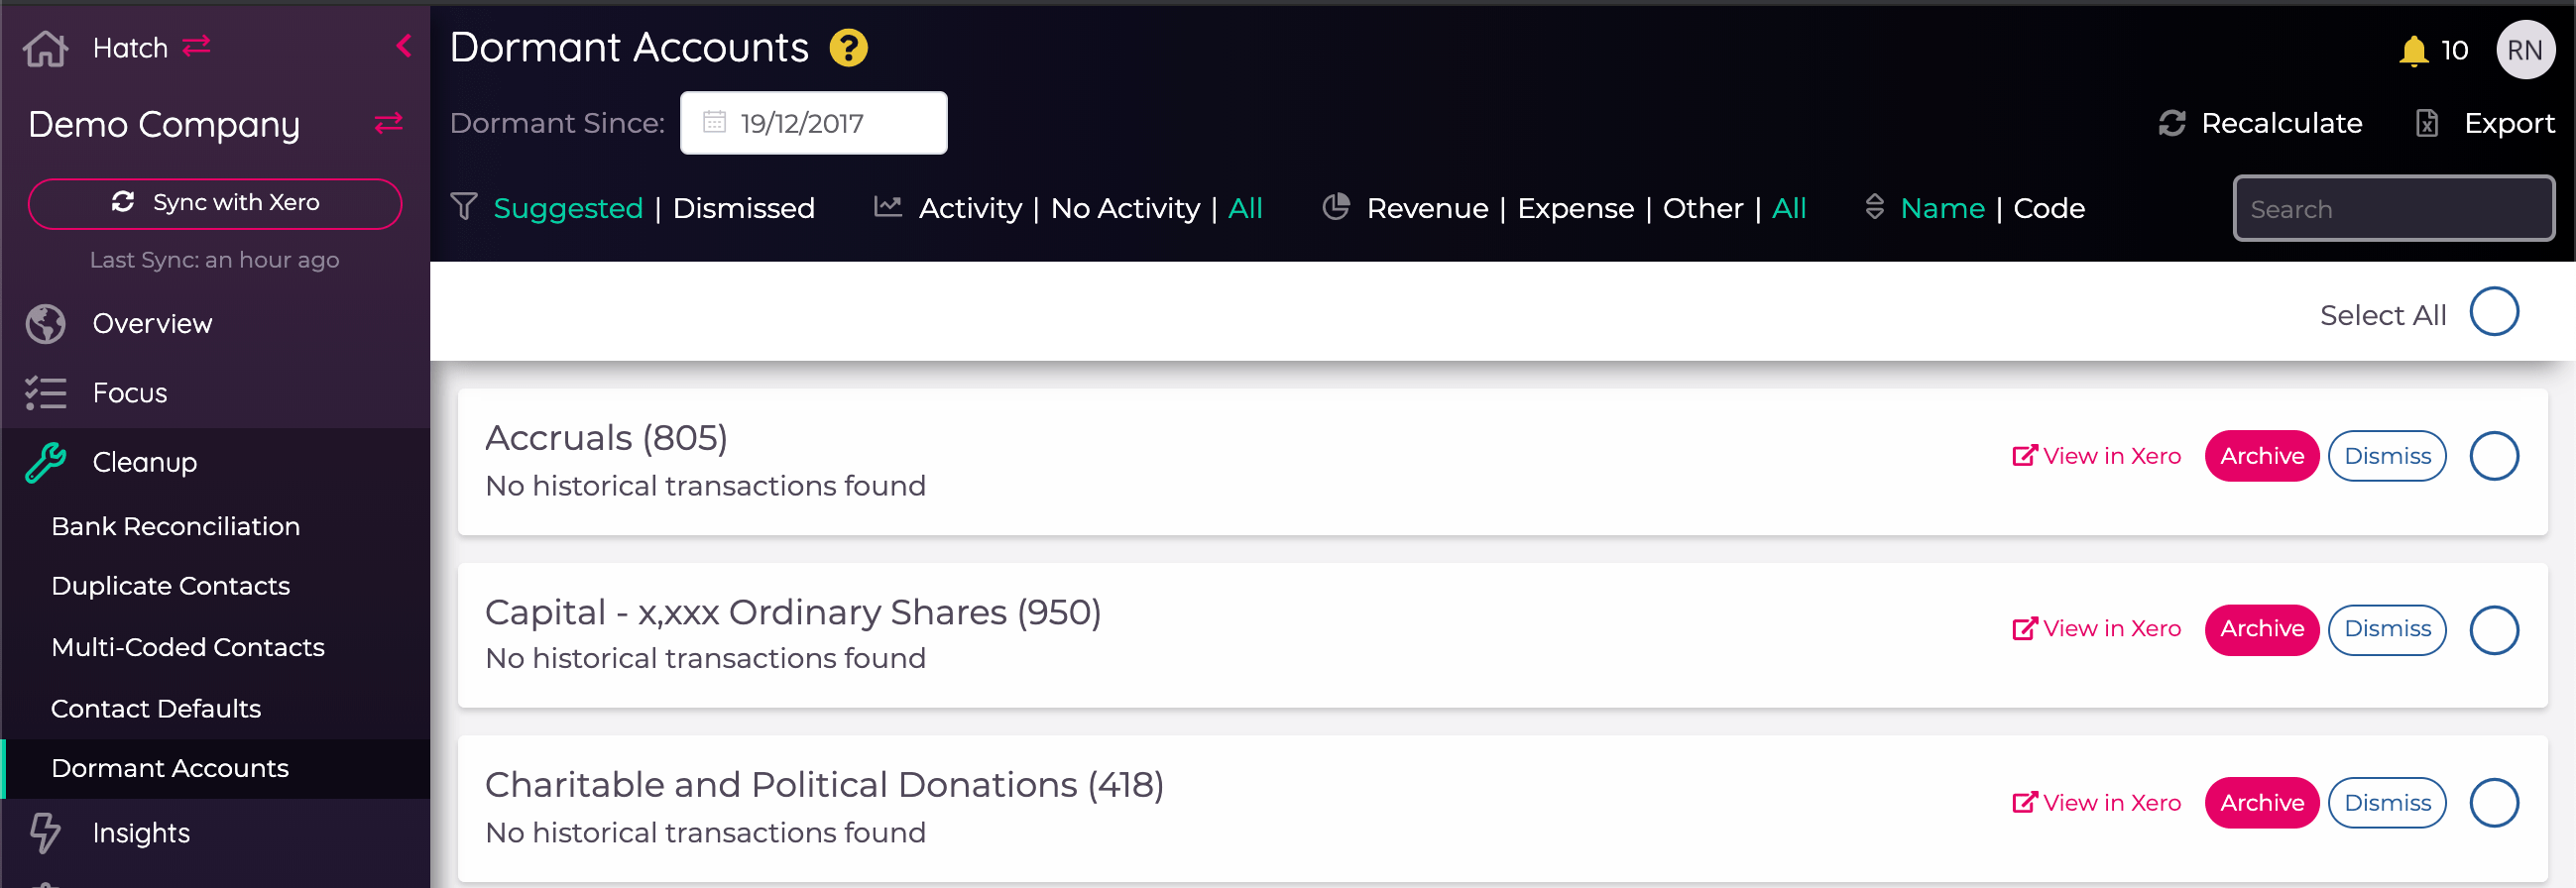 Hatch
Demo Company
Sync with Xero
Last Sync: an hour ago
Overview
Focus
Cleanup
Bank Reconciliation
Duplicate Contacts
Multi-Coded Contacts
Contact Defaults
Dormant Accounts
Insights
Dormant Accounts ?
10 RN
Dormant Since: 19/12/2017
Recalculate Export
Suggested | Dismissed Activity | No Activity | All Revenue | Expense | Other | All Name | Code Search
Select All
Accruals (805)
No historical transactions found
View in Xero Archive Dismiss
Capital - x,xxx Ordinary Shares (950)
No historical transactions found
View in Xero Archive Dismiss
Charitable and Political Donations (418)
No historical transactions found
View in Xero Archive Dismiss